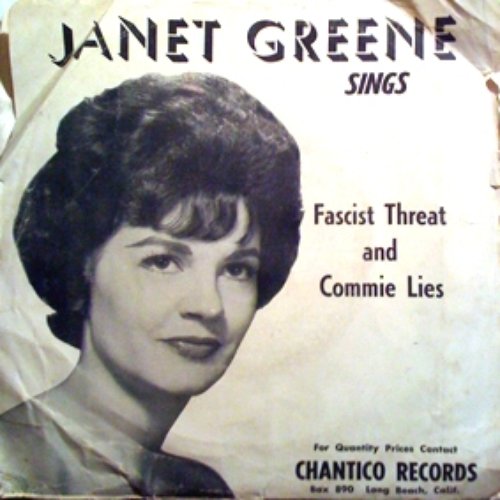 JANET GREENE
SINGS
Fascist Threat
and
Commie Lies
For Quantity Prices Contact
CHANTICO RECORDS
Box 890 Long Beach, Calif.